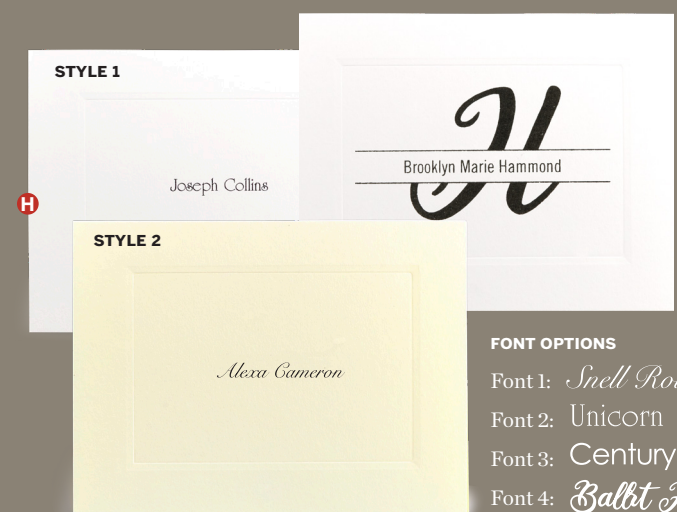 STYLE 1
Joseph Collins
H
Brooklyn Marie Hammond
H
STYLE 2
Alexa Cameron
FONT OPTIONS
Font 1: Snell
Font 2: Unicorn
Font 3: Century
Font 4: